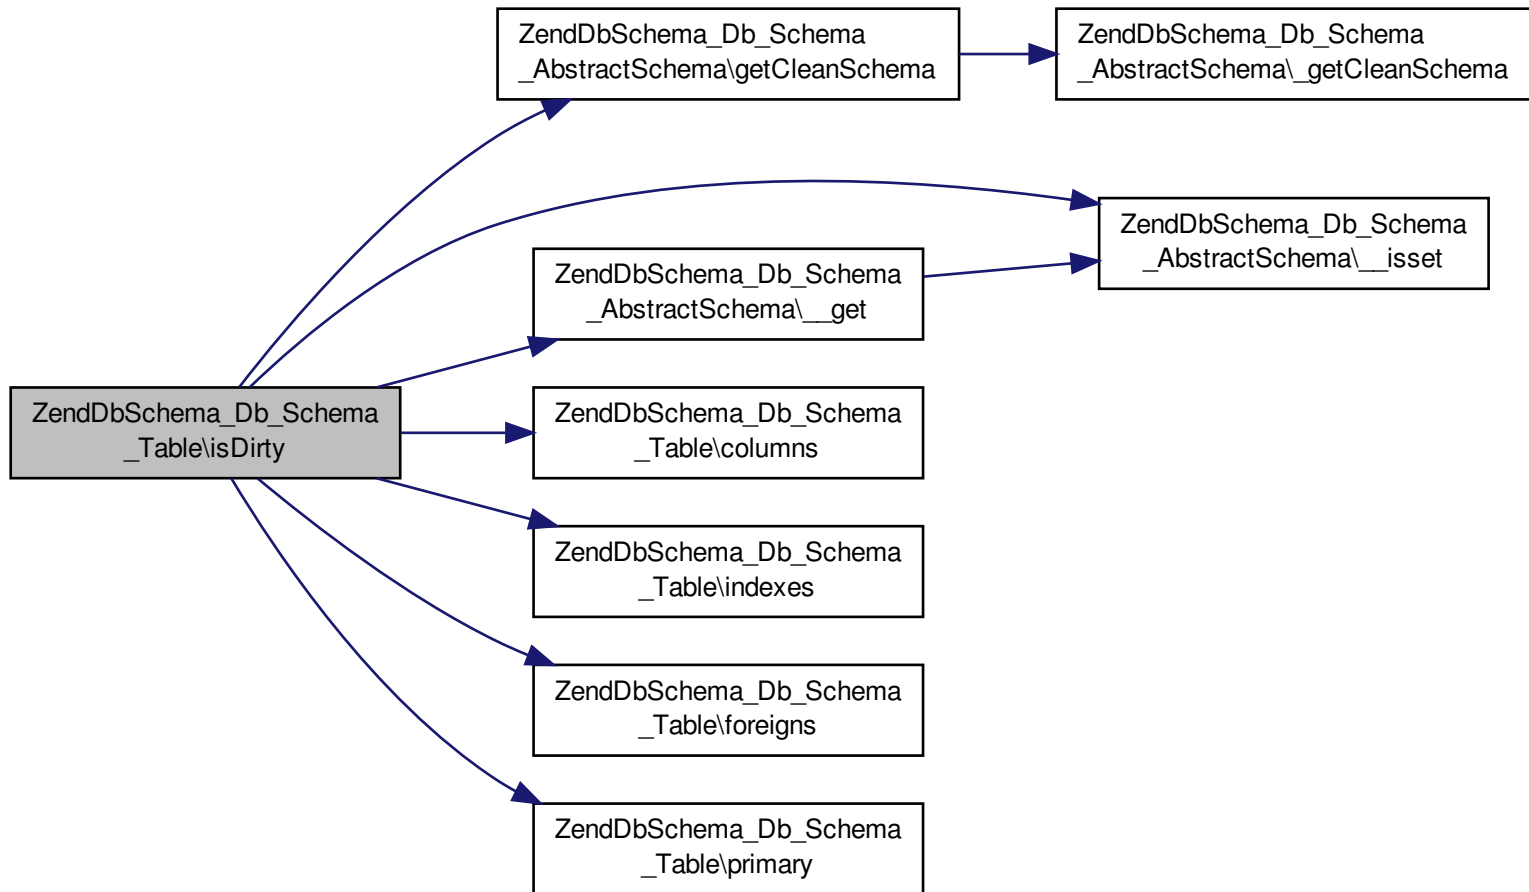 ZendDbSchema_Db_Schema
_AbstractSchema\getCleanSchema
ZendDbSchema_Db_Schema
_AbstractSchema\_getCleanSchema
ZendDbSchema_Db_Schema
_AbstractSchema\__isset
ZendDbSchema_Db_Schema
_AbstractSchema\__get
ZendDbSchema_Db_Schema
_Table\isDirty
ZendDbSchema_Db_Schema
_Table\columns
ZendDbSchema_Db_Schema
_Table\indexes
ZendDbSchema_Db_Schema
_Table\foreigns
ZendDbSchema_Db_Schema
_Table\primary